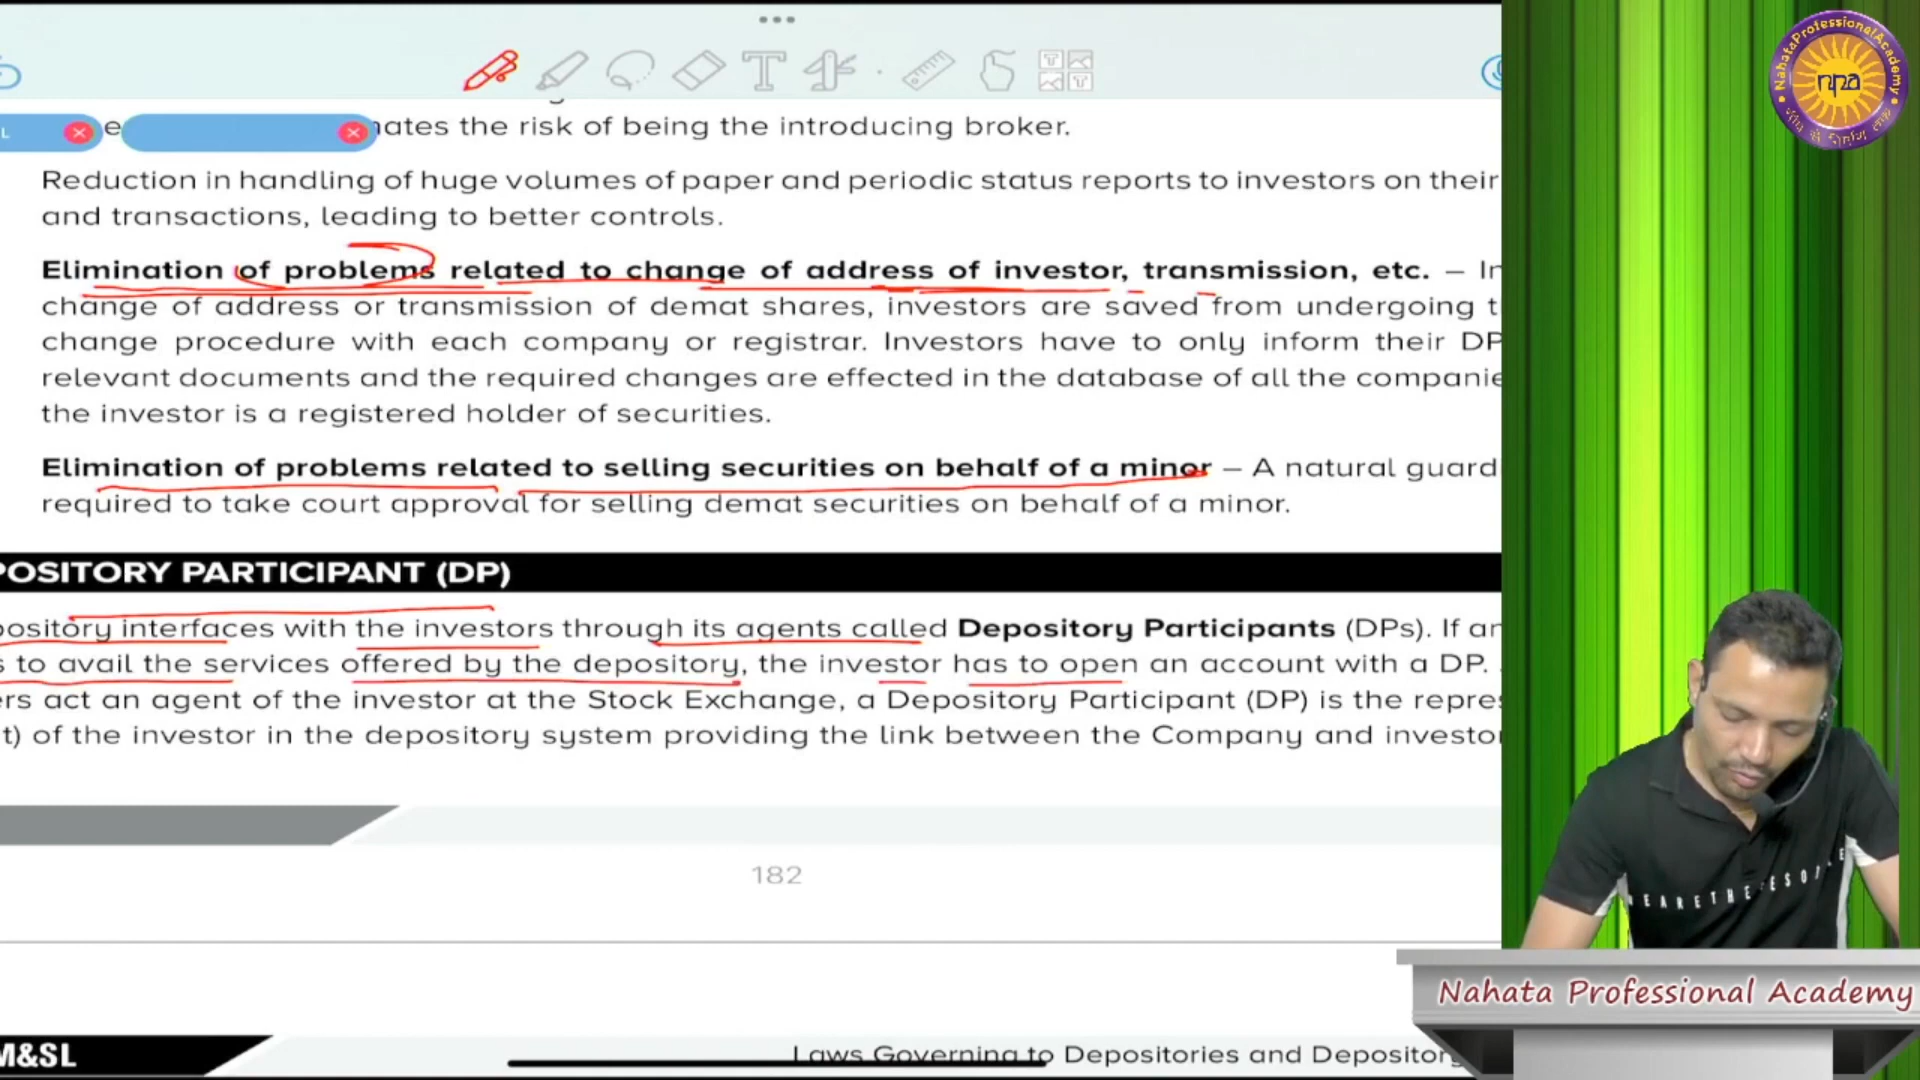 L
e nates the risk of being the introducing broker.
Reduction in handling of huge volumes of paper and periodic status reports to investors on their
and transactions, leading to better controls.
Elimination of problems related to change of address of investor, transmission, etc. – In
change of address or transmission of demat shares, investors are saved from undergoing t
change procedure with each company or registrar. Investors have to only inform their DP
relevant documents and the required changes are effected in the database of all the companie
the investor is a registered holder of securities.
Elimination of problems related to selling securities on behalf of a minor – A natural guardi
required to take court approval for selling demat securities on behalf of a minor.
POSITORY PARTICIPANT (DP)
pository interfaces with the investors through its agents called Depository Participants (DPs). If an
s to avail the services offered by the depository, the investor has to open an account with a DP.
ers act an agent of the investor at the Stock Exchange, a Depository Participant (DP) is the repres
t) of the investor in the depository system providing the link between the Company and investor
182
M&SL
Laws Governing to Depositories and Depository
NahataProfessionalAcademy
npa
Nahata Professional Academy